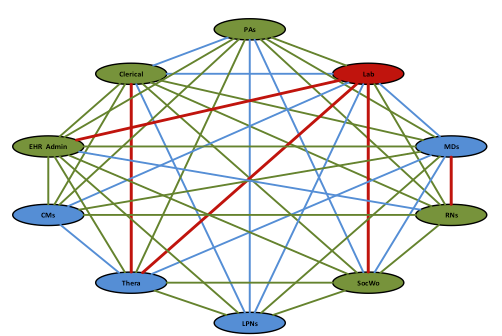 PAs
Clerical
Lab
EHR Admin
MDs
CMs
RNs
Thera
SocWo
LPNs